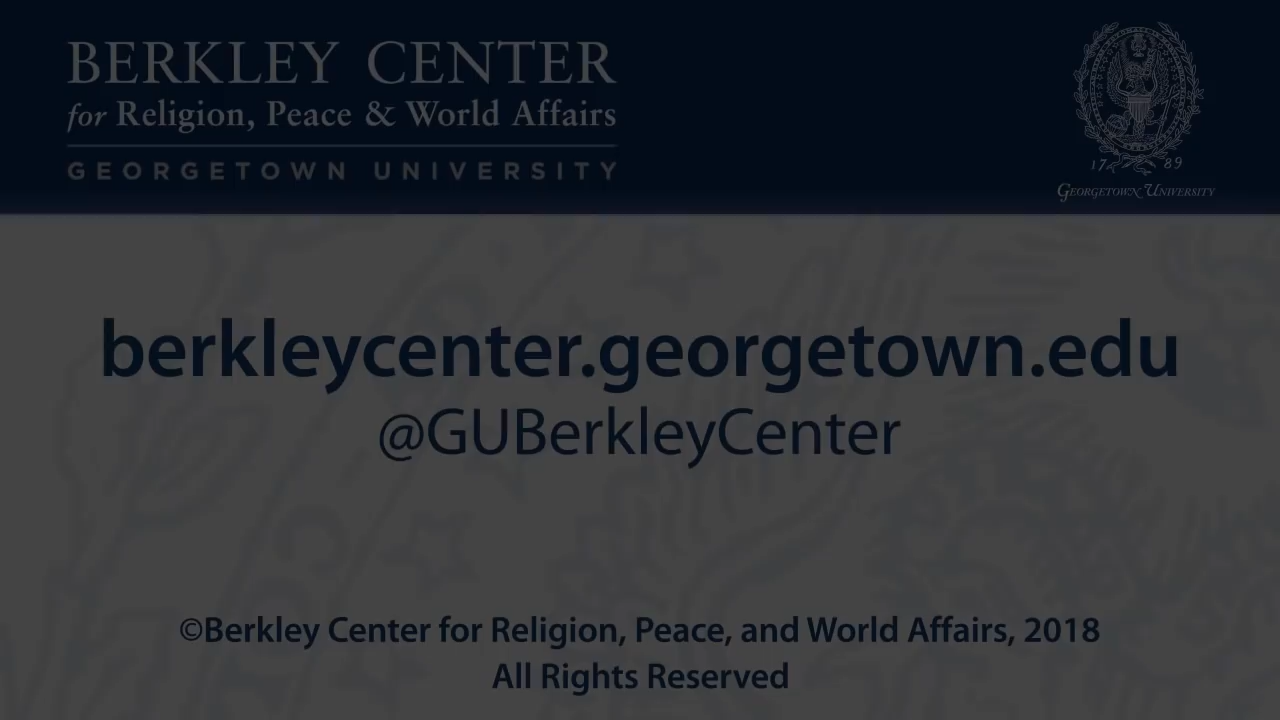 BERKLEY CENTER
for Religion, Peace & World Affairs
GEORGETOWN UNIVERSITY
17 89
GEORGETOWN UNIVERSITY
berkleycenter.georgetown.edu
@GUBerkleyCenter
©Berkley Center for Religion, Peace, and World Affairs, 2018
All Rights Reserved